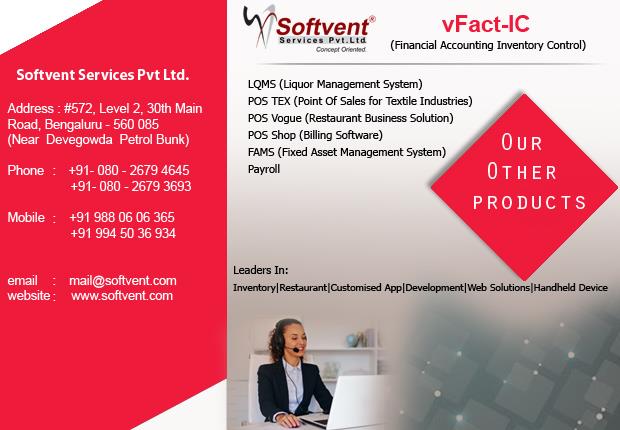 Softvent Services Pvt Ltd.
Address : #572, Level 2, 30th Main
Road, Bengaluru - 560 085
(Near Devegowda Petrol Bunk)
Phone : +91- 080 - 2679 4645
+91- 080 - 2679 3693
Mobile : +91 988 06 06 365
+91 994 50 36 934
email : mail@softvent.com
website : www.softvent.com
Softvent®
Services Pvt.Ltd.
Concept Oriented.
vFact-IC
(Financial Accounting Inventory Control)
LQMS (Liquor Management System)
POS TEX (Point Of Sales for Textile Industries)
POS Vogue (Restaurant Business Solution)
POS Shop (Billing Software)
FAMS (Fixed Asset Management System)
Payroll
Our
Other
products
Leaders In:
Inventory|Restaurant|Customised App|Development|Web Solutions|Handheld Device